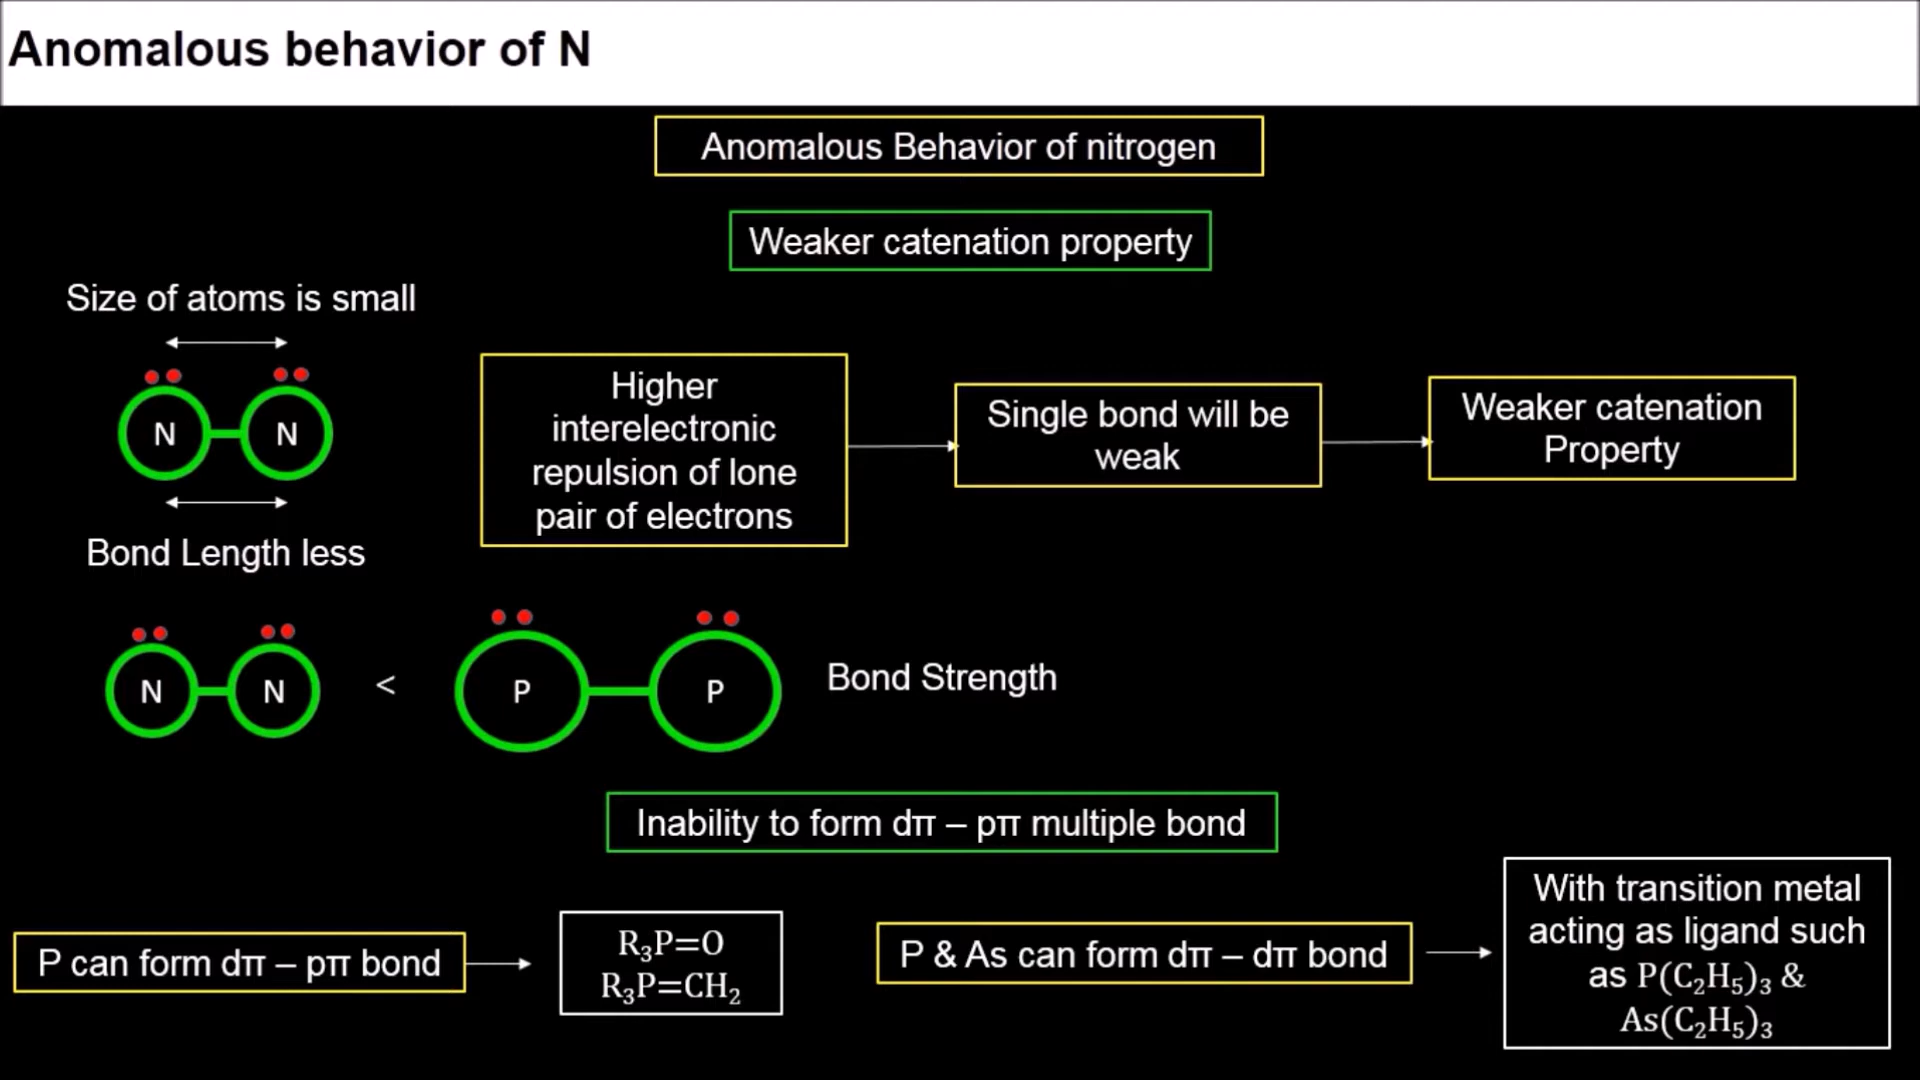 Anomalous behavior of N
Anomalous Behavior of nitrogen
Weaker catenation property
Size of atoms is small
N N
Bond Length less
Higher
interelectronic
repulsion of lone
pair of electrons
Single bond will be
weak
Weaker catenation
Property
N N < P P Bond Strength
Inability to form dπ – pπ multiple bond
P can form dπ – pπ bond
R₃P=O
R₃P=CH₂
P & As can form dπ – dπ bond
With transition metal
acting as ligand such
as P(C₂H₅)₃ &
As(C₂H₅)₃